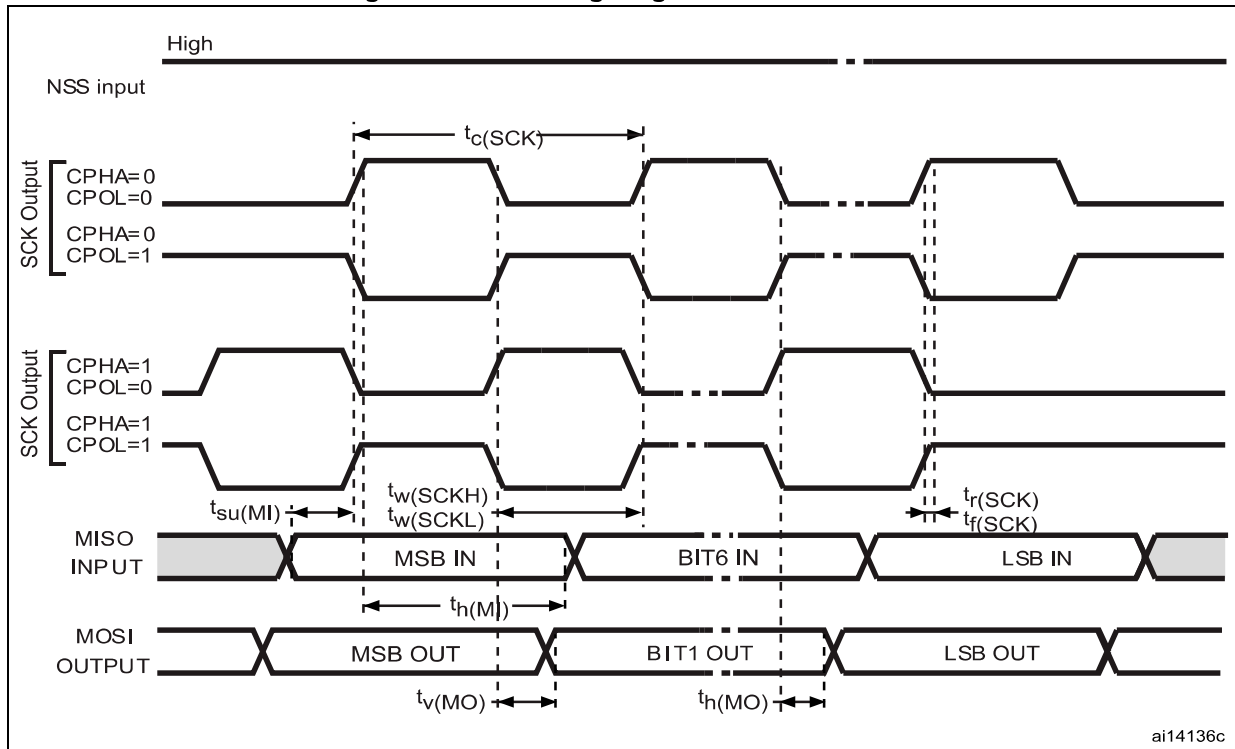 High
NSS input
tc(SCK)
SCK Output
CPHA=0
CPOL=0
CPHA=0
CPOL=1
SCK Output
CPHA=1
CPOL=0
CPHA=1
CPOL=1
tsu(MI)
tw(SCKH)
tw(SCKL)
tr(SCK)
tf(SCK)
MISO
INPUT
MSB IN
BIT6 IN
LSB IN
th(MI)
MOSI
OUTPUT
MSB OUT
BIT1 OUT
LSB OUT
tv(MO)
th(MO)
ai14136c